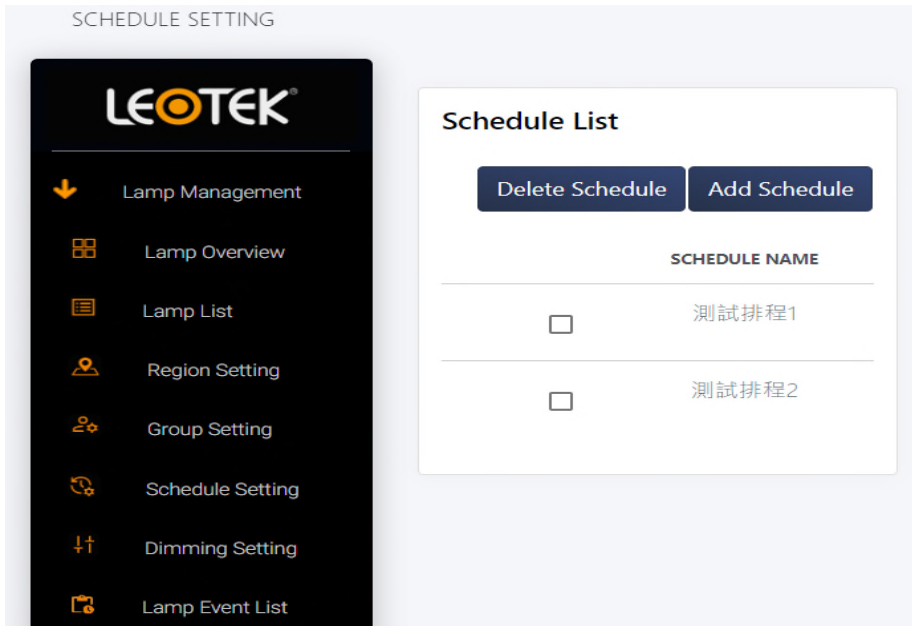 SCHEDULE SETTING
LEOTEK®
Lamp Management
Lamp Overview
Lamp List
Region Setting
Group Setting
Schedule Setting
Dimming Setting
Lamp Event List
Schedule List
Delete Schedule
Add Schedule
SCHEDULE NAME
測試排程1
測試排程2